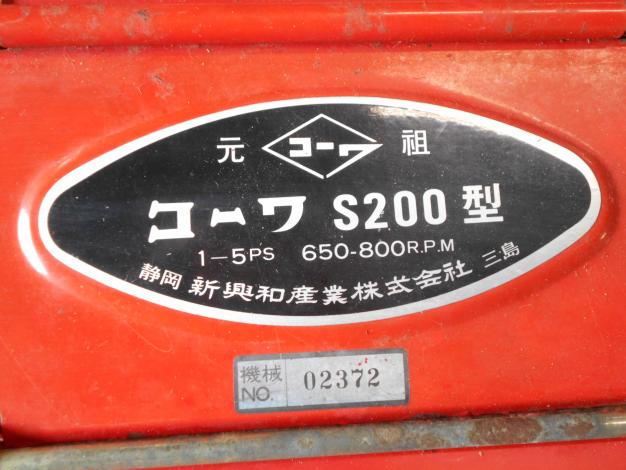 元 コーワ 祖
コーワ S200 型
1-5PS 650-800R.P.M
静岡 新興和産業株式会社 三島
機械 NO. 02372